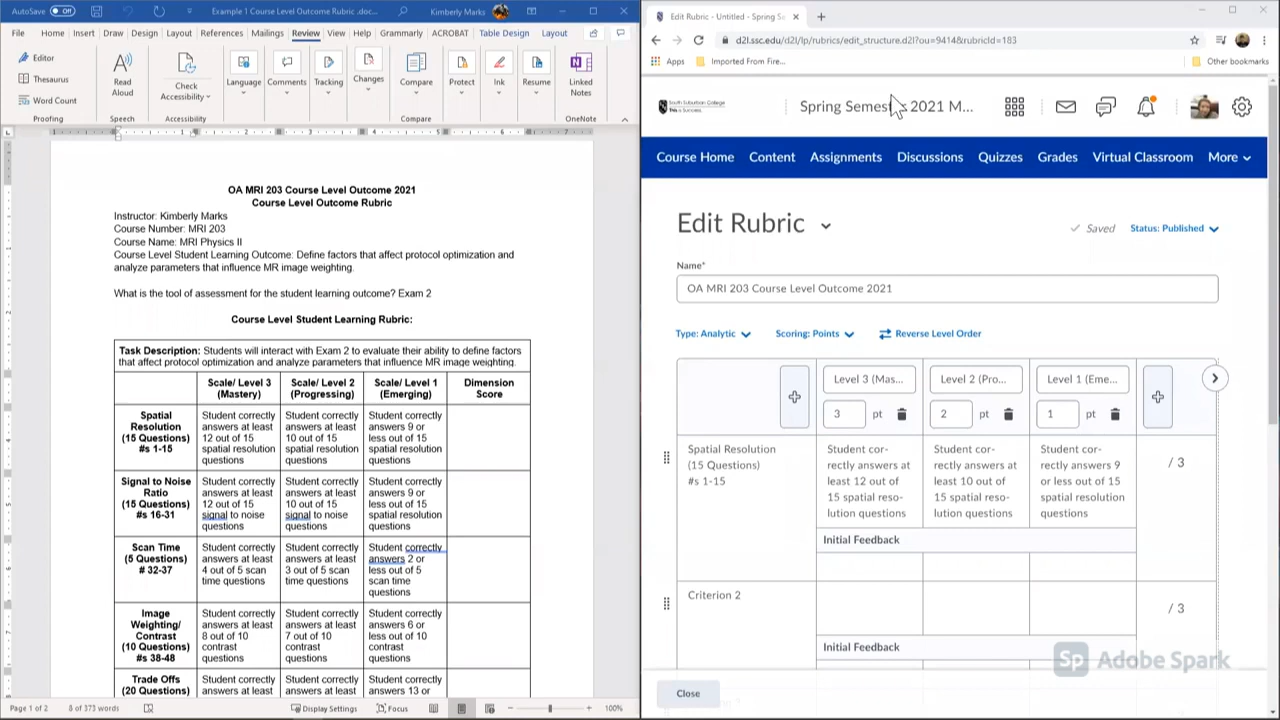 AutoSave Off
Example 1 Course Level Outcome Rubric .doc...
Kimberly Marks
File Home Insert Draw Design Layout References Mailings Review View Help Grammarly ACROBAT Table Design Layout
Editor
Thesaurus
Word Count
Proofing
Read Aloud
Speech
Check Accessibility
Accessibility
Language
Comments
Tracking
Changes
Compare
Compare
Protect
Ink
Resume
Linked Notes
OneNote
OA MRI 203 Course Level Outcome 2021
Course Level Outcome Rubric
Instructor: Kimberly Marks
Course Number: MRI 203
Course Name: MRI Physics II
Course Level Student Learning Outcome: Define factors that affect protocol optimization and
analyze parameters that influence MR image weighting.
What is the tool of assessment for the student learning outcome? Exam 2
Course Level Student Learning Rubric:
Task Description: Students will interact with Exam 2 to evaluate their ability to define factors
that affect protocol optimization and analyze parameters that influence MR image weighting.
Scale/ Level 3
(Mastery)
Scale/ Level 2
(Progressing)
Scale/ Level 1
(Emerging)
Dimension
Score
Spatial
Resolution
(15 Questions)
#s 1-15
Student correctly
answers at least
12 out of 15
spatial resolution
questions
Student correctly
answers at least
10 out of 15
spatial resolution
questions
Student correctly
answers 9 or
less out of 15
spatial resolution
questions
Signal to Noise
Ratio
(15 Questions)
#s 16-31
Student correctly
answers at least
12 out of 15
signal to noise
questions
Student correctly
answers at least
10 out of 15
signal to noise
questions
Student correctly
answers 9 or
less out of 15
spatial resolution
questions
Scan Time
(5 Questions)
# 32-37
Student correctly
answers at least
4 out of 5 scan
time questions
Student correctly
answers at least
3 out of 5 scan
time questions
Student correctly
answers 2 or
less out of 5
scan time
questions
Image
Weighting/
Contrast
(10 Questions)
#s 38-48
Student correctly
answers at least
8 out of 10
contrast
questions
Student correctly
answers at least
7 out of 10
contrast
questions
Student correctly
answers 6 or
less out of 10
contrast
questions
Trade Offs
(20 Questions)
Student correctly
answers at least
Student correctly
answers at least
Student correctly
answers 13 or
Page 1 of 2 8 of 373 words Display Settings Focus 100%
Edit Rubric - Untitled - Spring Se
d2l.ssc.edu/d2l/lp/rubrics/edit_structure.d2l?ou=9414&rubricId=183
Apps Imported From Fire... Other bookmarks
South Suburban College
Spring Semest 2021 M...
Course Home Content Assignments Discussions Quizzes Grades Virtual Classroom More
Edit Rubric
Saved Status: Published
Name*
OA MRI 203 Course Level Outcome 2021
Type: Analytic Scoring: Points Reverse Level Order
Level 3 (Mas... Level 2 (Pro... Level 1 (Eme...
3 pt 2 pt 1 pt
Spatial Resolution
(15 Questions)
#s 1-15
Student cor-
rectly answers at
least 12 out of
15 spatial reso-
lution questions
Student cor-
rectly answers at
least 10 out of
15 spatial reso-
lution questions
Student cor-
rectly answers 9
or less out of 15
spatial resolution
questions
/ 3
Initial Feedback
Criterion 2
/ 3
Initial Feedback
Sp Adobe Spark
Close